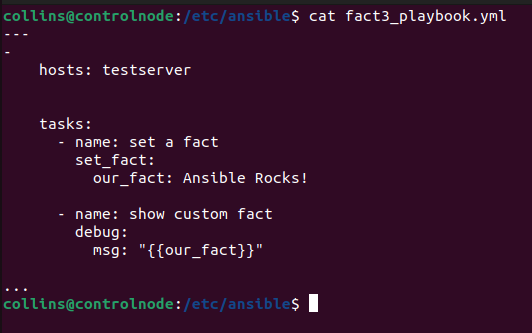 collins@controlnode:/etc/ansible$ cat fact3_playbook.yml
---
-
    hosts: testserver


    tasks:
      - name: set a fact
        set_fact:
          our_fact: Ansible Rocks!

      - name: show custom fact
        debug:
          msg: "{{our_fact}}"

...
collins@controlnode:/etc/ansible$